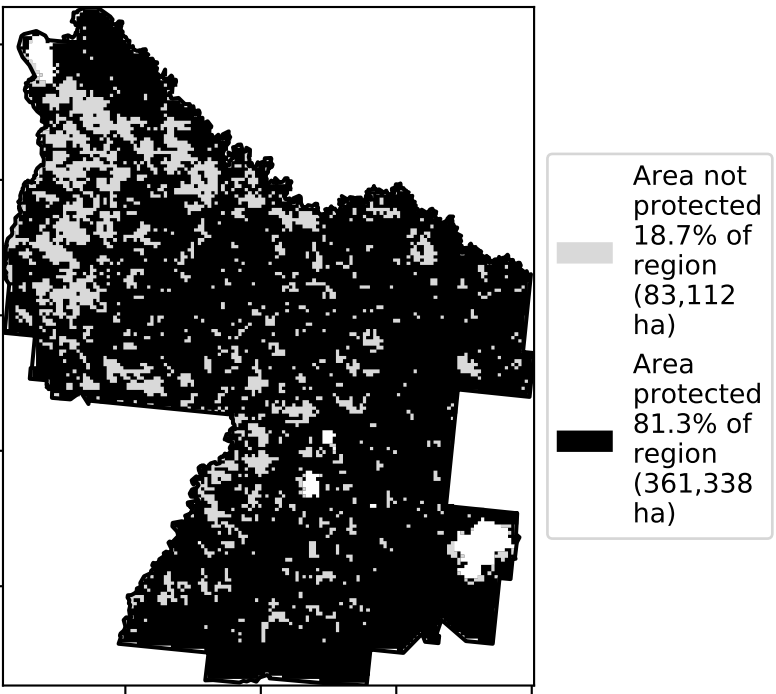 Area not
protected
18.7% of
region
(83,112
ha)
Area
protected
81.3% of
region
(361,338
ha)